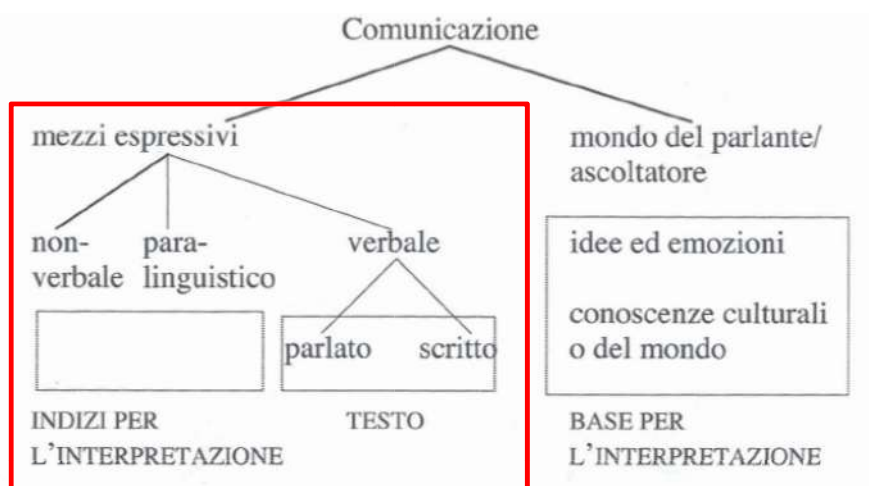 Comunicazione
mezzi espressivi
mondo del parlante/
ascoltatore
non-
verbale
para-
linguistico
verbale
parlato
scritto
idee ed emozioni
conoscenze culturali
o del mondo
INDIZI PER
L'INTERPRETAZIONE
TESTO
BASE PER
L'INTERPRETAZIONE